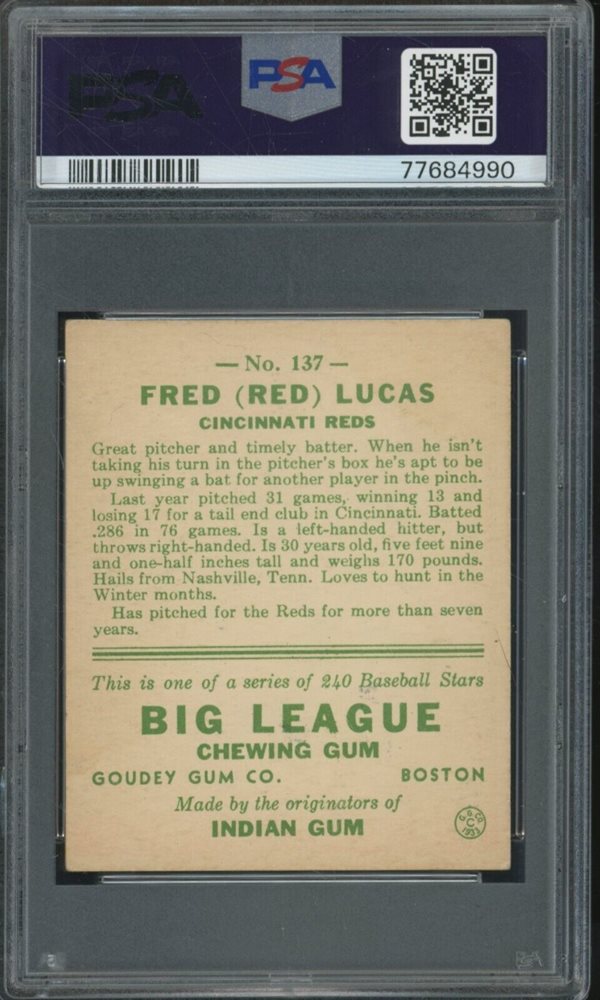 PSA
PSA
77684990
— No. 137 —
FRED (RED) LUCAS
CINCINNATI REDS
Great pitcher and timely batter. When he isn't
taking his turn in the pitcher's box he's apt to be
up swinging a bat for another player in the pinch.
Last year pitched 31 games, winning 13 and
losing 17 for a tail end club in Cincinnati. Batted
.286 in 76 games. Is a left-handed hitter, but
throws right-handed. Is 30 years old, five feet nine
and one-half inches tall and weighs 170 pounds.
Hails from Nashville, Tenn. Loves to hunt in the
Winter months.
Has pitched for the Reds for more than seven
years.
This is one of a series of 240 Baseball Stars
BIG LEAGUE
CHEWING GUM
GOUDEY GUM CO. BOSTON
Made by the originators of
INDIAN GUM
G.G.Co.
C
1933
PSA